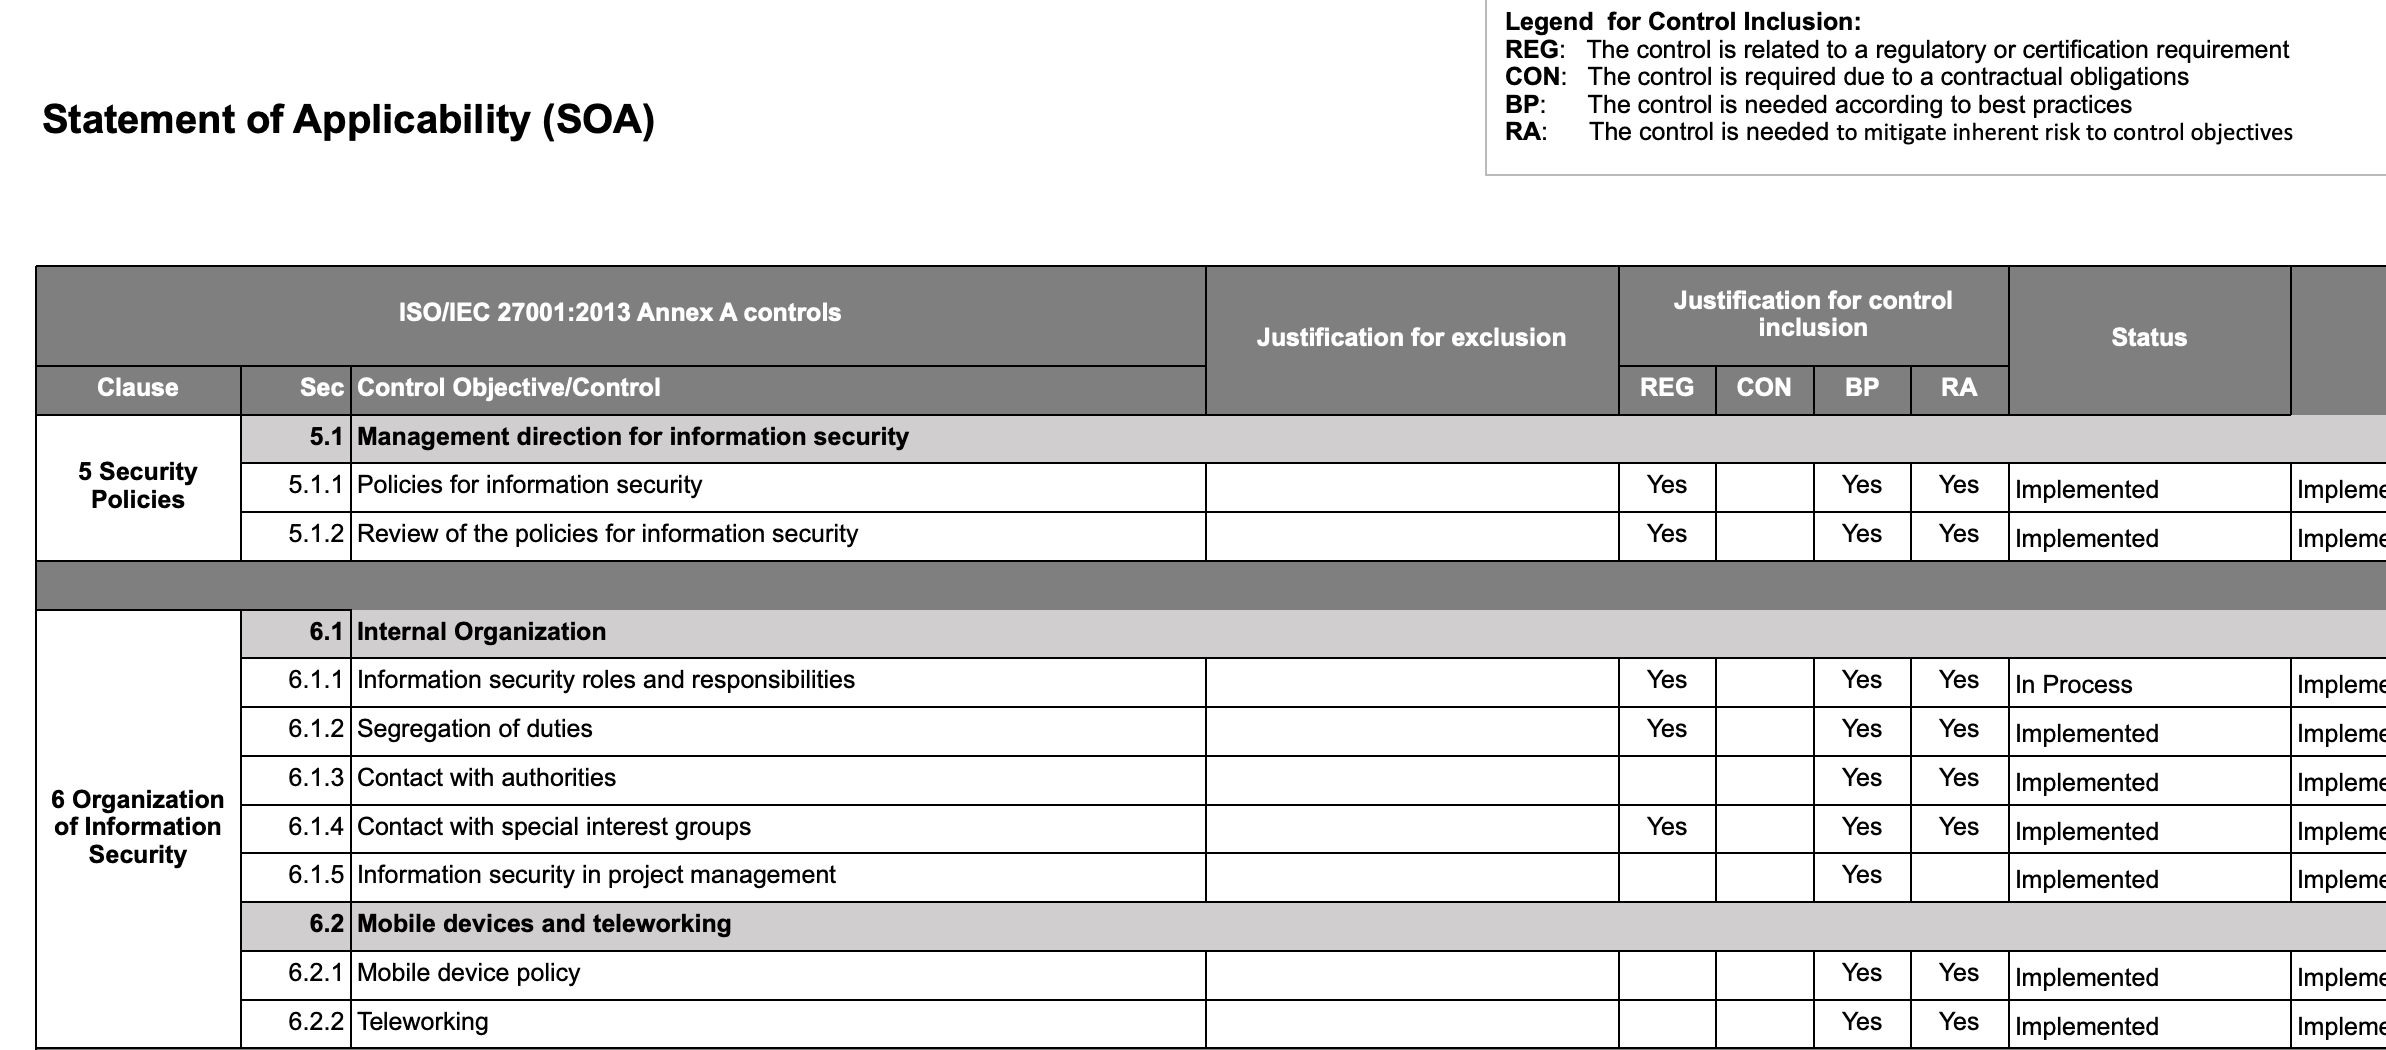 Legend for Control Inclusion:
REG: The control is related to a regulatory or certification requirement
CON: The control is required due to a contractual obligations
BP: The control is needed according to best practices
RA: The control is needed to mitigate inherent risk to control objectives
Statement of Applicability (SOA)
ISO/IEC 27001:2013 Annex A controls
Justification for exclusion
Justification for control
inclusion
Status
Clause Sec Control Objective/Control REG CON BP RA
5 Security
Policies
5.1 Management direction for information security
5.1.1 Policies for information security Yes Yes Yes Implemented Impleme
5.1.2 Review of the policies for information security Yes Yes Yes Implemented Impleme
6 Organization
of Information
Security
6.1 Internal Organization
6.1.1 Information security roles and responsibilities Yes Yes Yes In Process Impleme
6.1.2 Segregation of duties Yes Yes Yes Implemented Impleme
6.1.3 Contact with authorities Yes Yes Implemented Impleme
6.1.4 Contact with special interest groups Yes Yes Yes Implemented Impleme
6.1.5 Information security in project management Yes Implemented Impleme
6.2 Mobile devices and teleworking
6.2.1 Mobile device policy Yes Yes Implemented Impleme
6.2.2 Teleworking Yes Yes Implemented Impleme